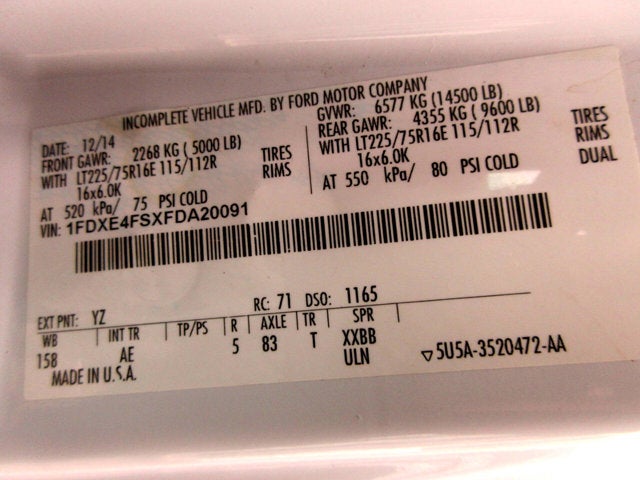 INCOMPLETE VEHICLE MFD. BY FORD MOTOR COMPANY
DATE: 12/14
GVWR: 6577 KG (14500 LB)
FRONT GAWR: 2268 KG (5000 LB)
REAR GAWR: 4355 KG (9600 LB)
WITH LT225/75R16E 115/112R TIRES
WITH LT225/75R16E 115/112R TIRES
16x6.0K RIMS
16x6.0K RIMS
AT 520 kPa/ 75 PSI COLD
AT 550 kPa/ 80 PSI COLD DUAL
VIN: 1FDXE4FSXFDA20091
EXT PNT: YZ RC: 71 DSO: 1165
WB INT TR TP/PS R AXLE TR SPR
158 AE 5 83 T XXBB
ULN
MADE IN U.S.A. ▽5U5A-3520472-AA